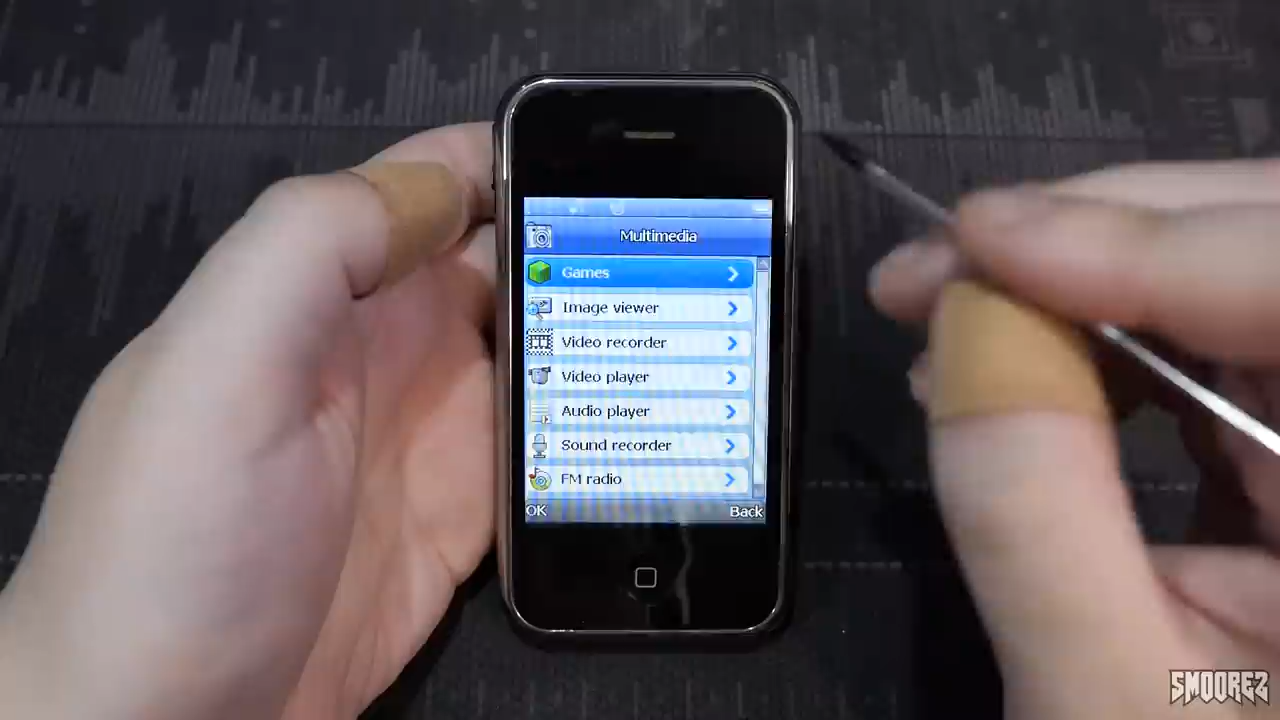 Multimedia
Games
Image viewer
Video recorder
Video player
Audio player
Sound recorder
FM radio
OK Back
SMOOREZ